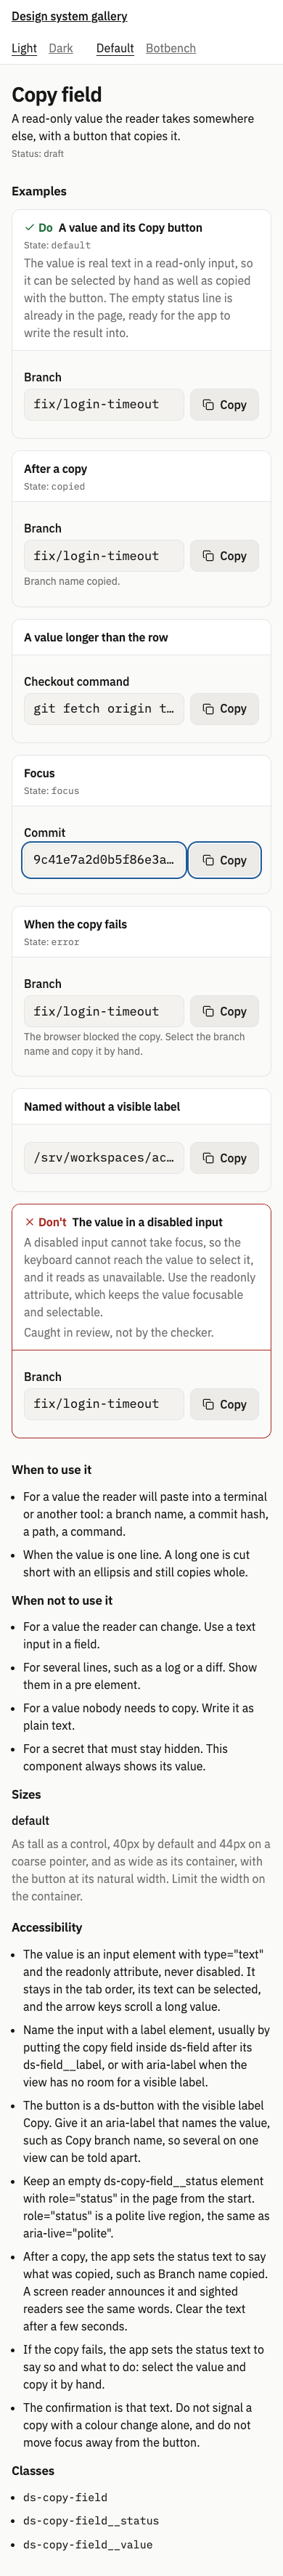 Design system gallery
Light Dark Default Botbench
Copy field
A read-only value the reader takes somewhere
else, with a button that copies it.
Status: draft
Examples
Do A value and its Copy button
State: default
The value is real text in a read-only input, so
it can be selected by hand as well as copied
with the button. The empty status line is
already in the page, ready for the app to
write the result into.
Branch
fix/login-timeout Copy
After a copy
State: copied
Branch
fix/login-timeout Copy
Branch name copied.
A value longer than the row
Checkout command
git fetch origin t… Copy
Focus
State: focus
Commit
9c41e7a2d0b5f86e3a… Copy
When the copy fails
State: error
Branch
fix/login-timeout Copy
The browser blocked the copy. Select the branch
name and copy it by hand.
Named without a visible label
/srv/workspaces/ac… Copy
Don't The value in a disabled input
A disabled input cannot take focus, so the
keyboard cannot reach the value to select it,
and it reads as unavailable. Use the readonly
attribute, which keeps the value focusable
and selectable.
Caught in review, not by the checker.
Branch
fix/login-timeout Copy
When to use it
• For a value the reader will paste into a terminal
or another tool: a branch name, a commit hash,
a path, a command.
• When the value is one line. A long one is cut
short with an ellipsis and still copies whole.
When not to use it
• For a value the reader can change. Use a text
input in a field.
• For several lines, such as a log or a diff. Show
them in a pre element.
• For a value nobody needs to copy. Write it as
plain text.
• For a secret that must stay hidden. This
component always shows its value.
Sizes
default
As tall as a control, 40px by default and 44px on a
coarse pointer, and as wide as its container, with
the button at its natural width. Limit the width on
the container.
Accessibility
• The value is an input element with type="text"
and the readonly attribute, never disabled. It
stays in the tab order, its text can be selected,
and the arrow keys scroll a long value.
• Name the input with a label element, usually by
putting the copy field inside ds-field after its
ds-field__label, or with aria-label when the
view has no room for a visible label.
• The button is a ds-button with the visible label
Copy. Give it an aria-label that names the value,
such as Copy branch name, so several on one
view can be told apart.
• Keep an empty ds-copy-field__status element
with role="status" in the page from the start.
role="status" is a polite live region, the same as
aria-live="polite".
• After a copy, the app sets the status text to say
what was copied, such as Branch name copied.
A screen reader announces it and sighted
readers see the same words. Clear the text
after a few seconds.
• If the copy fails, the app sets the status text to
say so and what to do: select the value and
copy it by hand.
• The confirmation is that text. Do not signal a
copy with a colour change alone, and do not
move focus away from the button.
Classes
• ds-copy-field
• ds-copy-field__status
• ds-copy-field__value